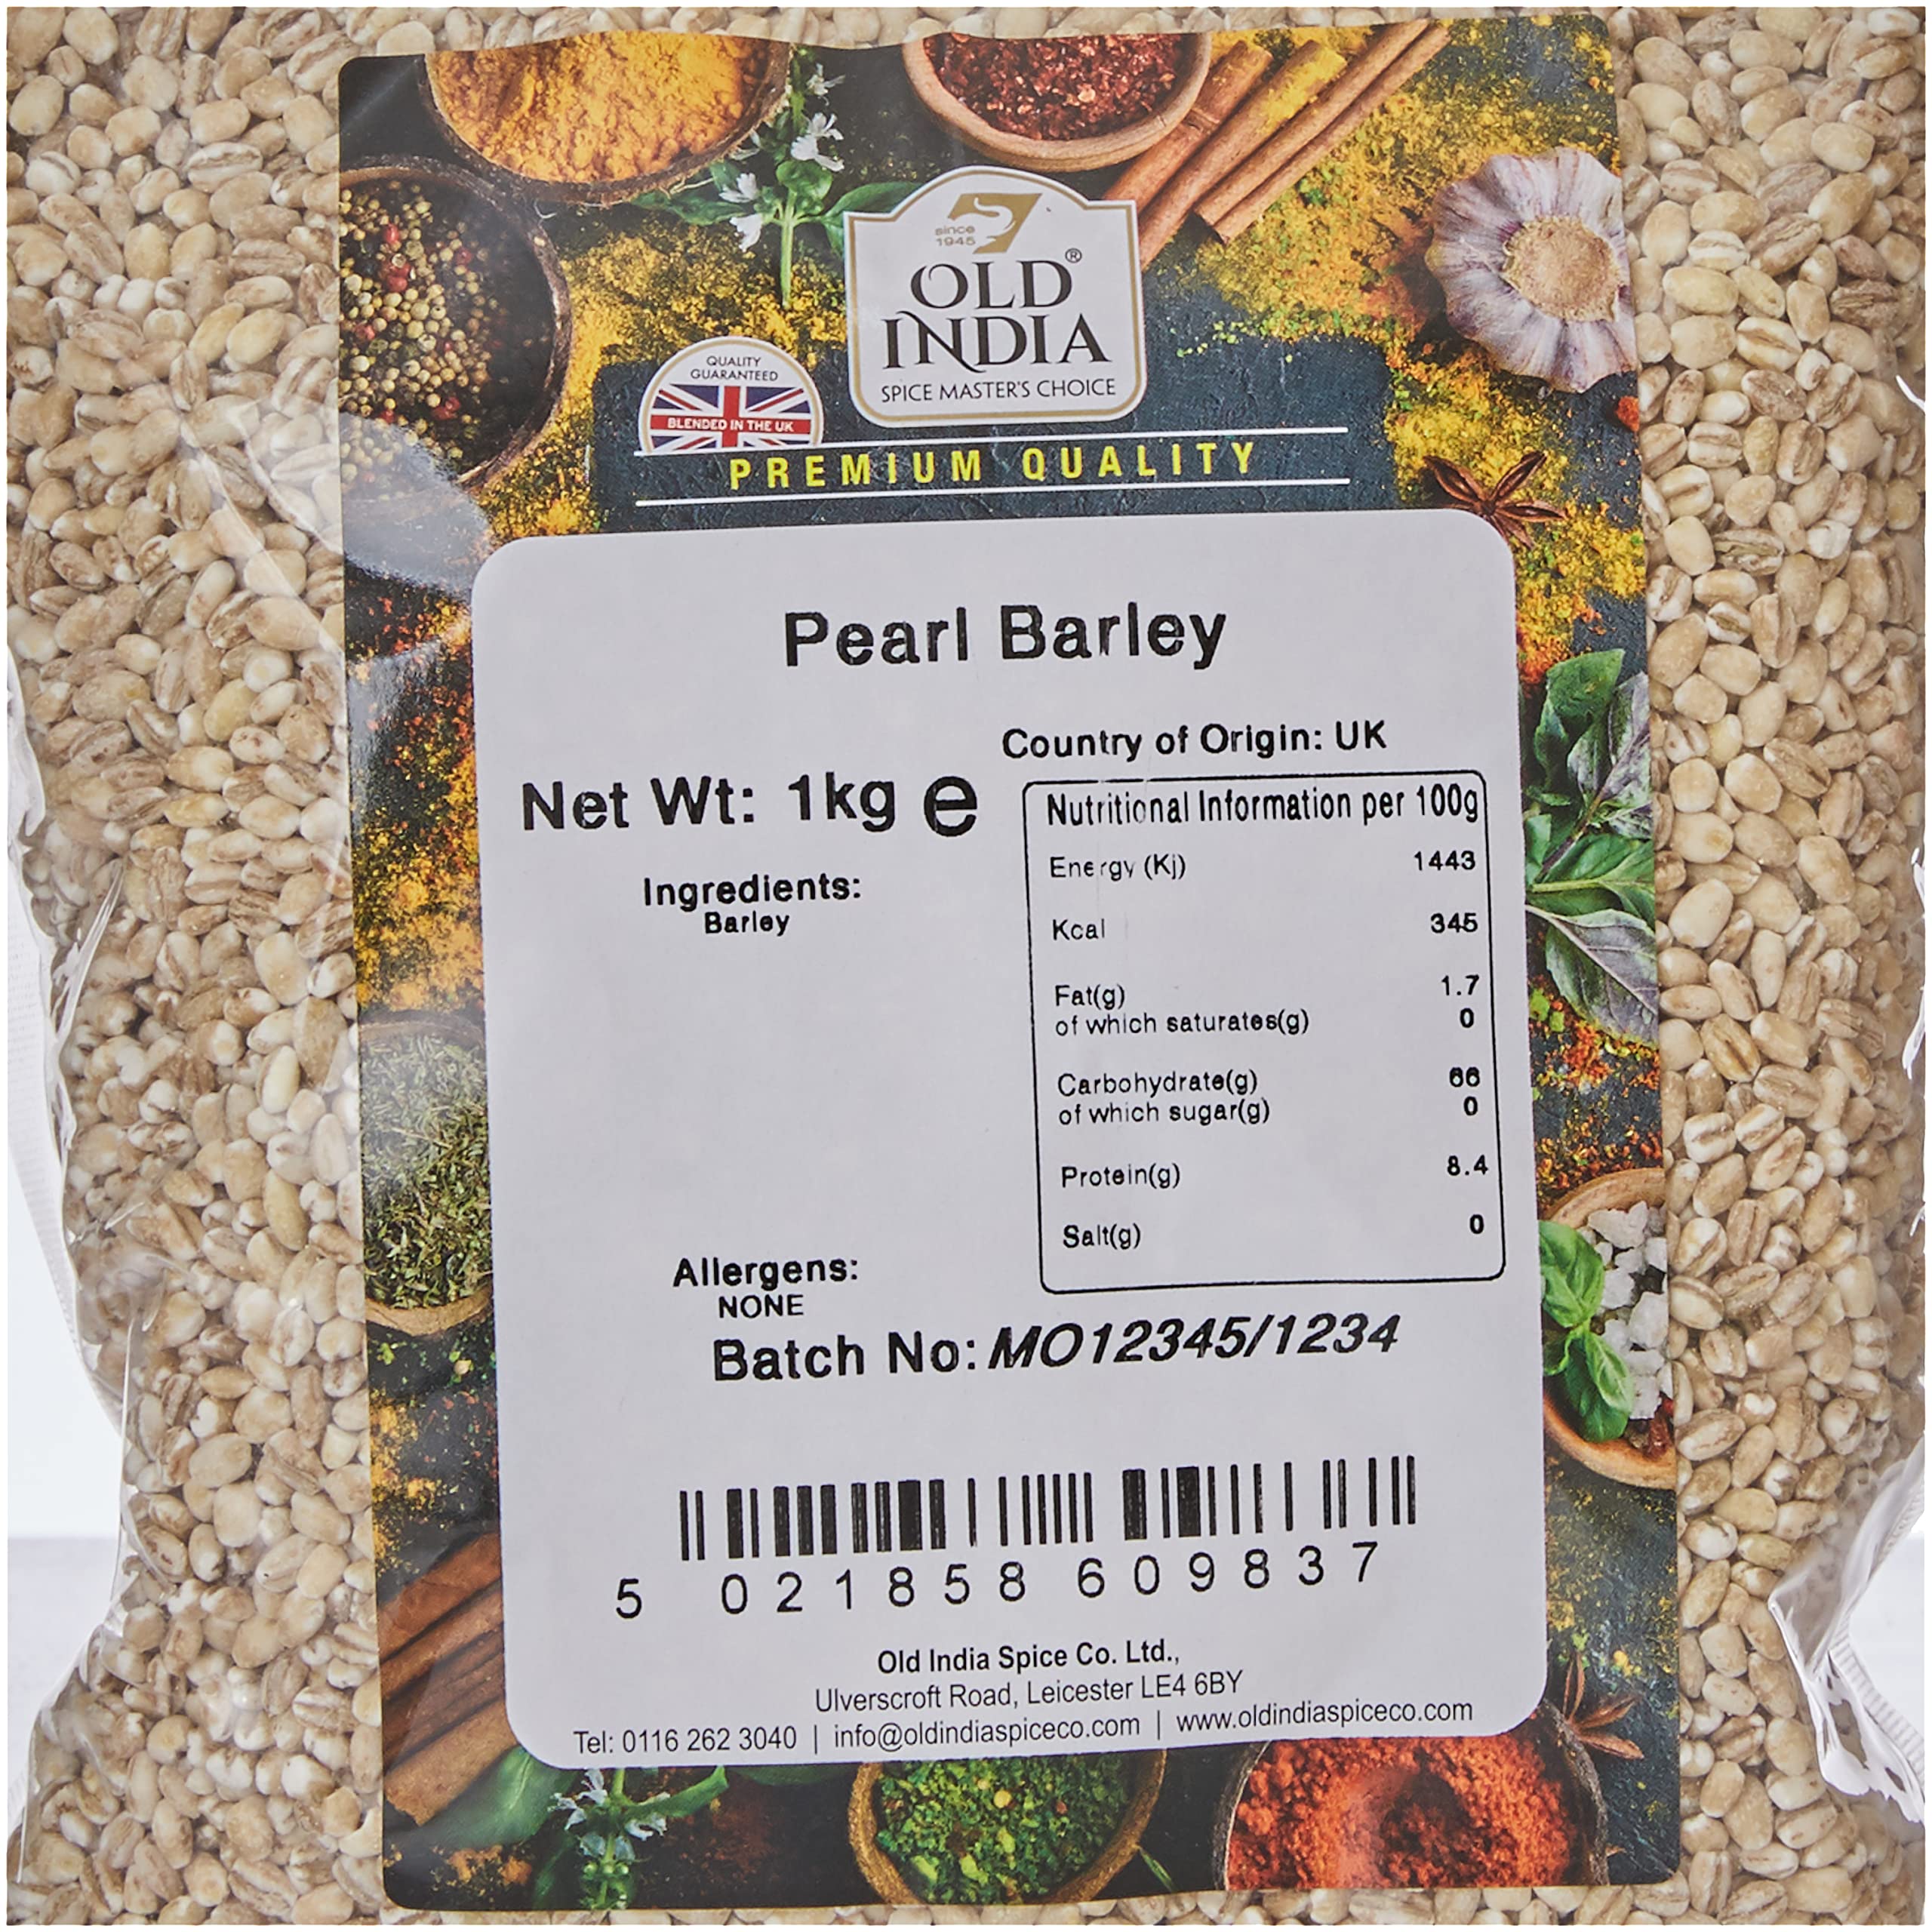 since
1945
OLD®
INDIA
SPICE MASTER'S CHOICE
QUALITY
GUARANTEED
BLENDED IN THE UK
PREMIUM QUALITY
Pearl Barley
Country of Origin: UK
Net Wt: 1kg e
Ingredients:
Barley
Nutritional Information per 100g
Energy (Kj) 1443
Kcal 345
Fat(g) 1.7
of which saturates(g) 0
Carbohydrate(g) 66
of which sugar(g) 0
Protein(g) 8.4
Salt(g) 0
Allergens:
NONE
Batch No: MO12345/1234
5 021858 609837
Old India Spice Co. Ltd.,
Ulverscroft Road, Leicester LE4 6BY
Tel: 0116 262 3040 | info@oldindiaspiceco.com | www.oldindiaspiceco.com